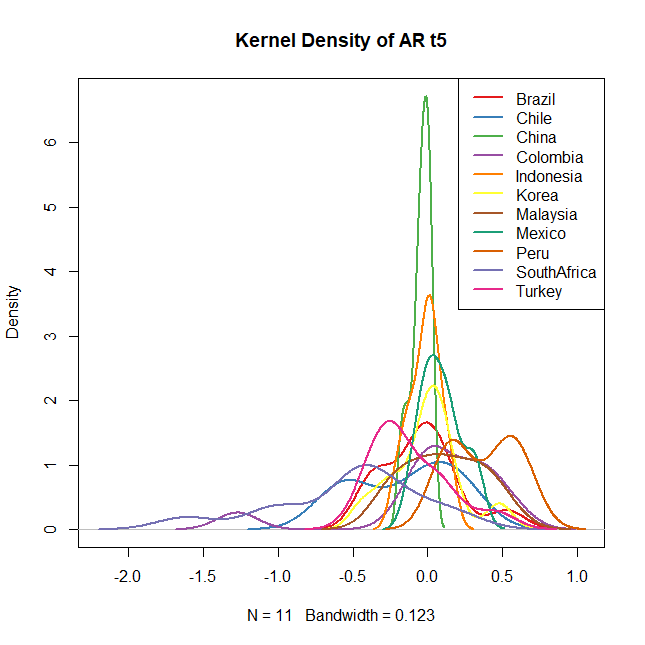 Kernel Density of AR t5
Brazil
Chile
China
Colombia
Indonesia
Korea
Malaysia
Mexico
Peru
SouthAfrica
Turkey
Density
6
5
4
3
2
1
0
-2.0 -1.5 -1.0 -0.5 0.0 0.5 1.0
N = 11 Bandwidth = 0.123